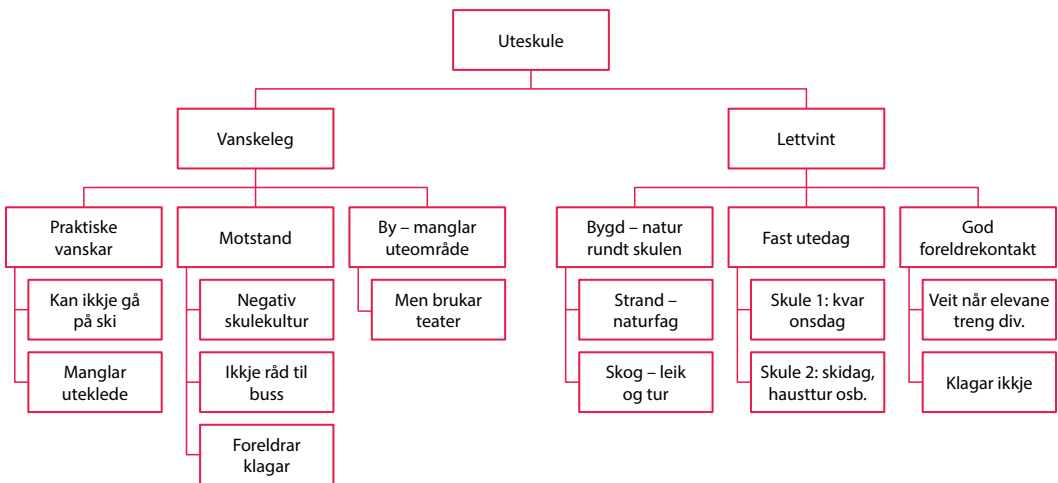 Uteskule
Vanskeleg
Lettvint
Praktiske
vanskar
Motstand
By – manglar
uteområde
Bygd – natur
rundt skulen
Fast utedag
God
foreldrekontakt
Kan ikkje gå
på ski
Negativ
skulekultur
Men brukar
teater
Strand –
naturfag
Skule 1: kvar
onsdag
Veit når elevane
treng div.
Manglar
uteklede
Ikkje råd til
buss
Skog – leik
og tur
Skule 2: skidag,
hausttur osb.
Klagar ikkje
Foreldrar
klagar